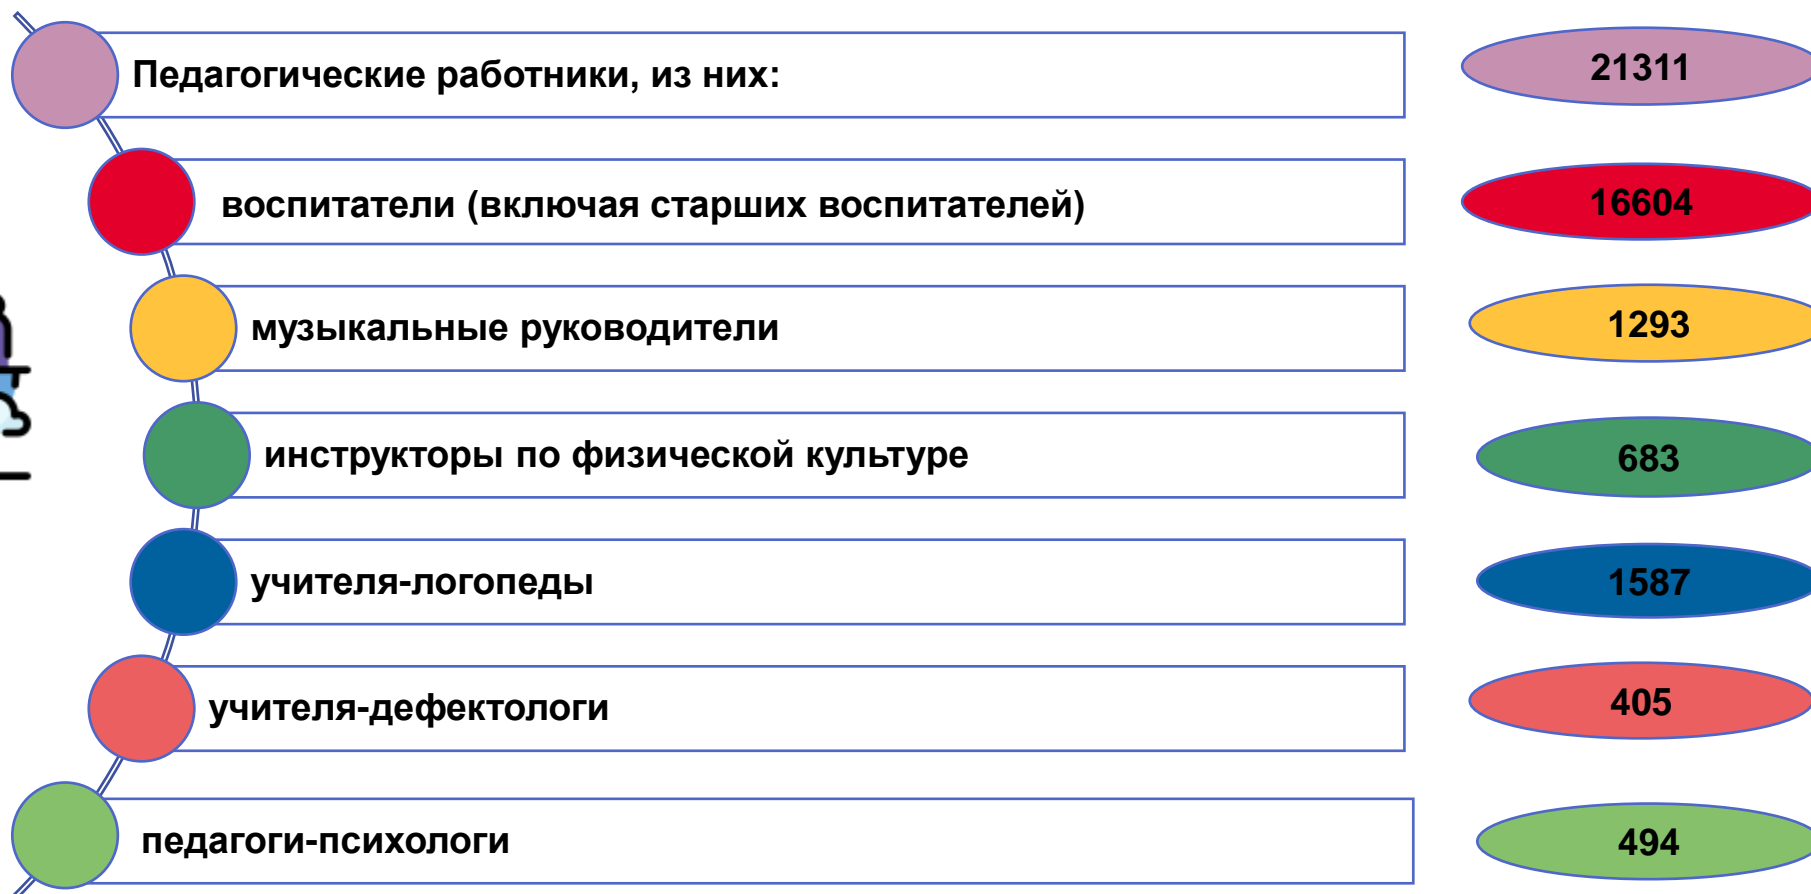 Педагогические работники, из них:
21311
воспитатели (включая старших воспитателей)
16604
музыкальные руководители
1293
инструкторы по физической культуре
683
учителя-логопеды
1587
учителя-дефектологи
405
педагоги-психологи
494